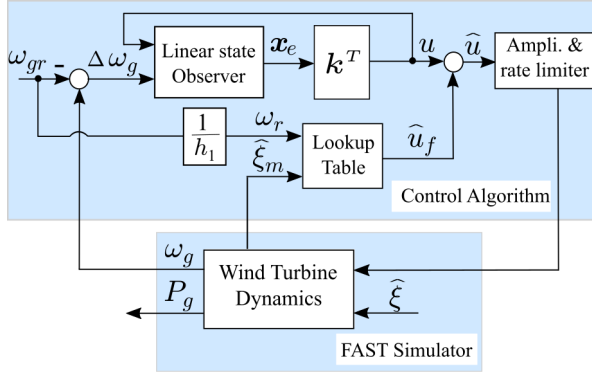 ω_gr - Δω_g
Linear state
Observer
x_e
k^T
u
û
Ampli. &
rate limiter
1/h_1
ω_r
ξ̂_m
Lookup
Table
û_f
Control Algorithm
ω_g
P_g
Wind Turbine
Dynamics
ξ̂
FAST Simulator